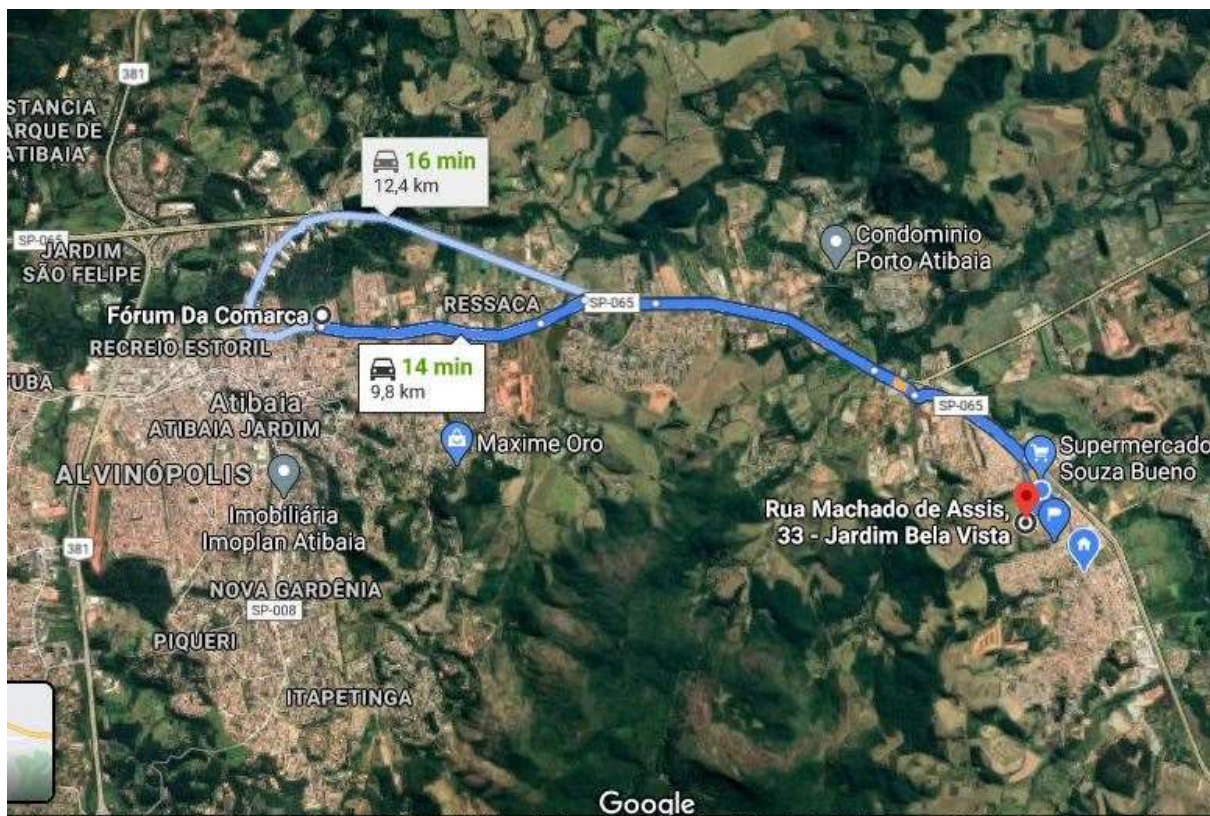 381
STANCIA
ARQUE DE
ATIBAIA
16 min
12,4 km
SP-065
JARDIM
SÃO FELIPE
Condominio
Porto Atibaia
Fórum Da Comarca
RESSACA
SP-065
RECREIO ESTORIL
14 min
9,8 km
TUBA
Atibaia
ATIBAIA JARDIM
SP-065
Maxime Oro
Supermercado
Souza Bueno
ALVINÓPOLIS
Imobiliária
Imoplan Atibaia
Rua Machado de Assis,
33 - Jardim Bela Vista
381
NOVA GARDÊNIA
SP-008
PIQUERI
ITAPETINGA
Google